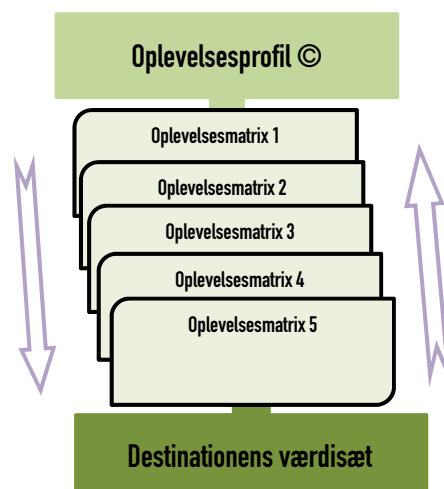 Oplevelsesprofil ©
Oplevelsesmatrix 1
Oplevelsesmatrix 2
Oplevelsesmatrix 3
Oplevelsesmatrix 4
Oplevelsesmatrix 5
Destinationens værdisæt